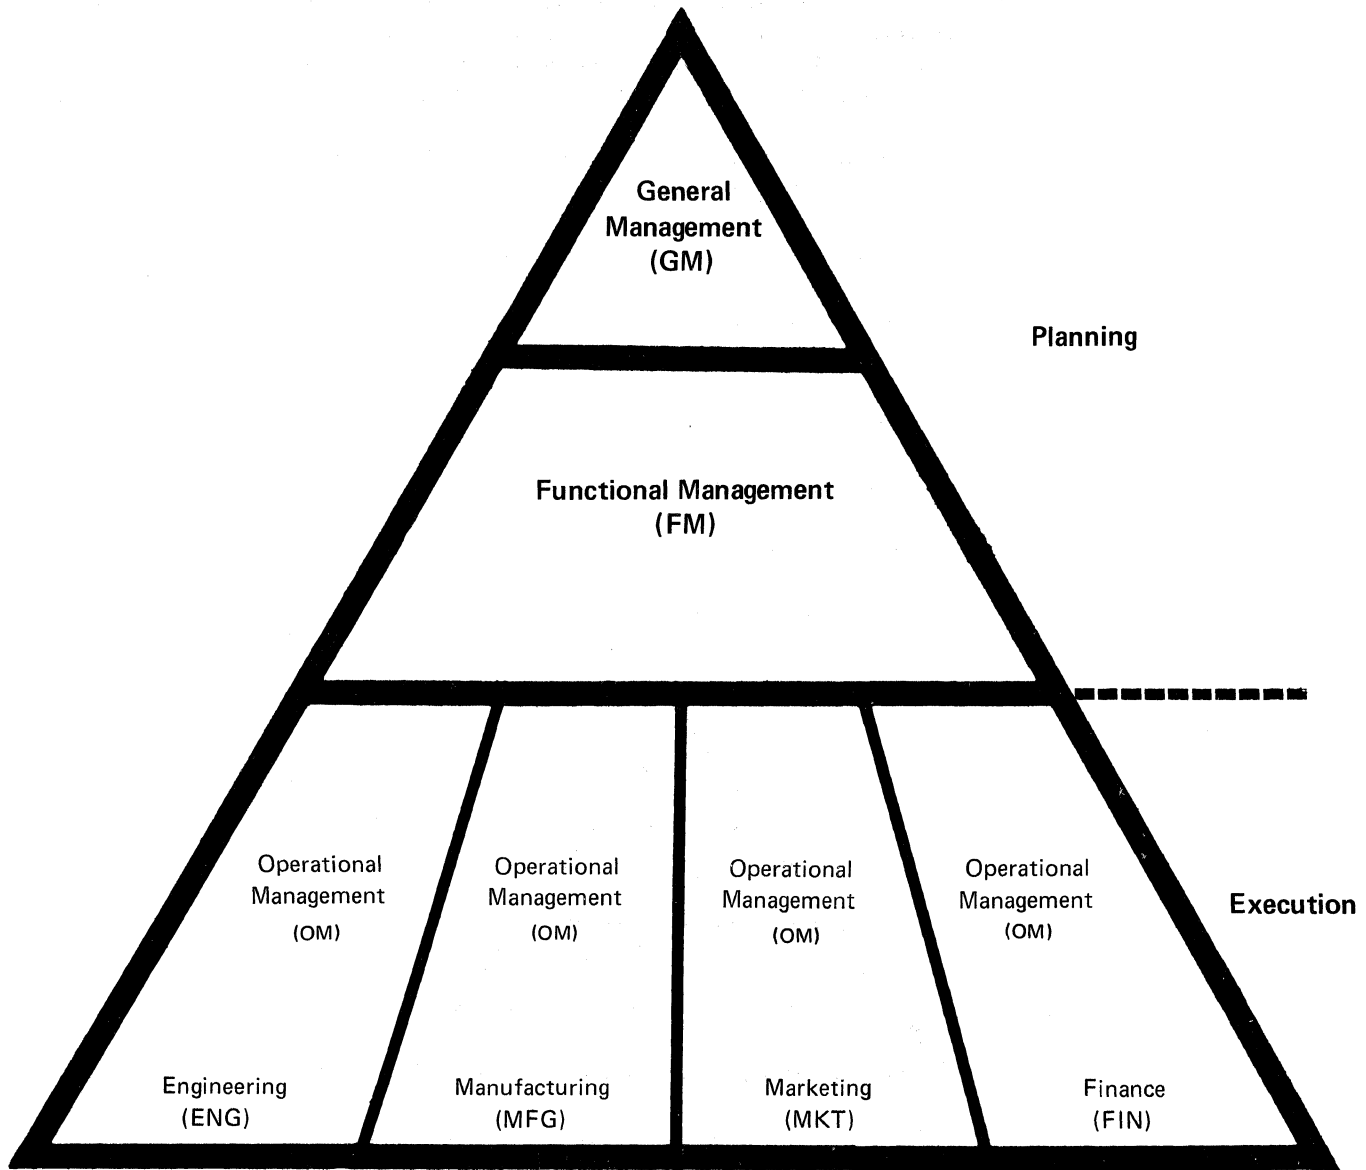 General
Management
(GM)
Planning
Functional Management
(FM)
Operational
Management
(OM)
Operational
Management
(OM)
Operational
Management
(OM)
Operational
Management
(OM)
Execution
Engineering
(ENG)
Manufacturing
(MFG)
Marketing
(MKT)
Finance
(FIN)